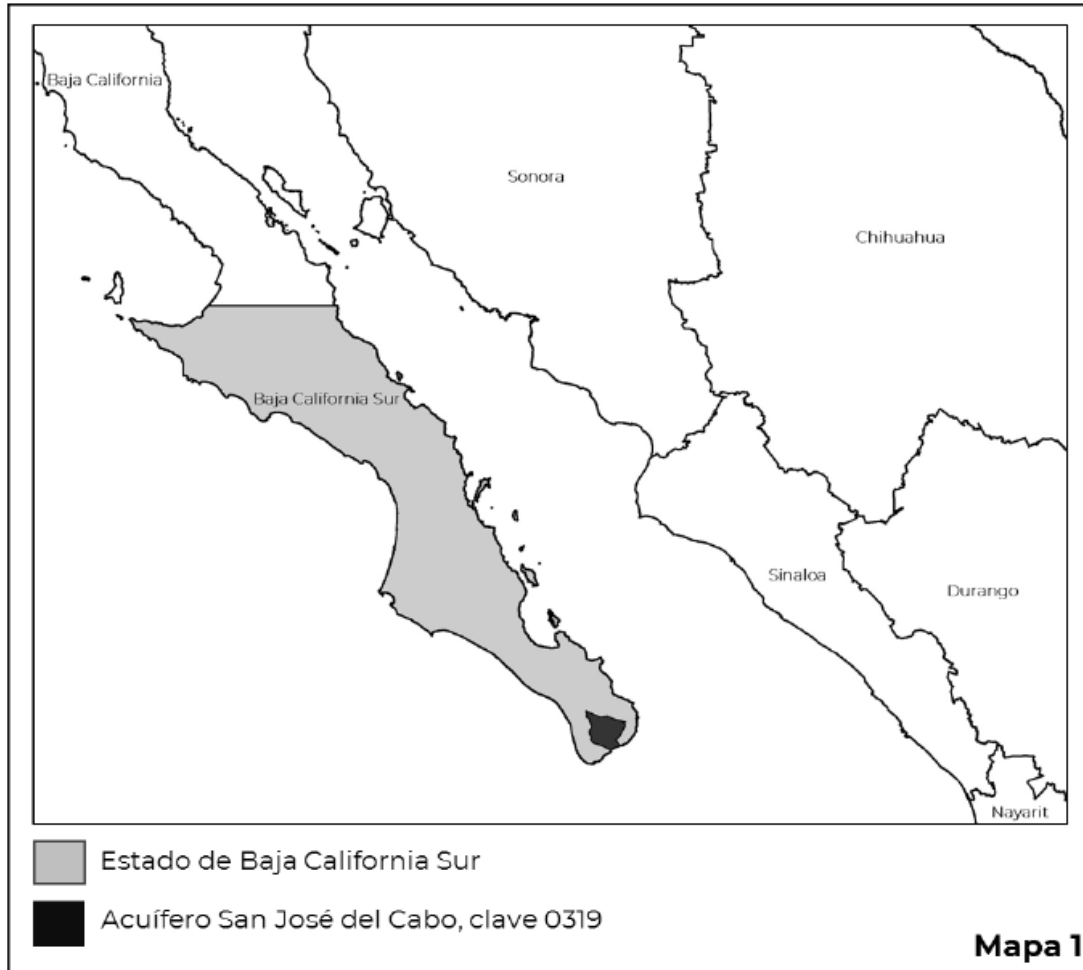 Baja California
Sonora
Chihuahua
Baja California Sur
Sinaloa
Durango
Nayarit
Estado de Baja California Sur
Acuífero San José del Cabo, clave 0319
Mapa 1